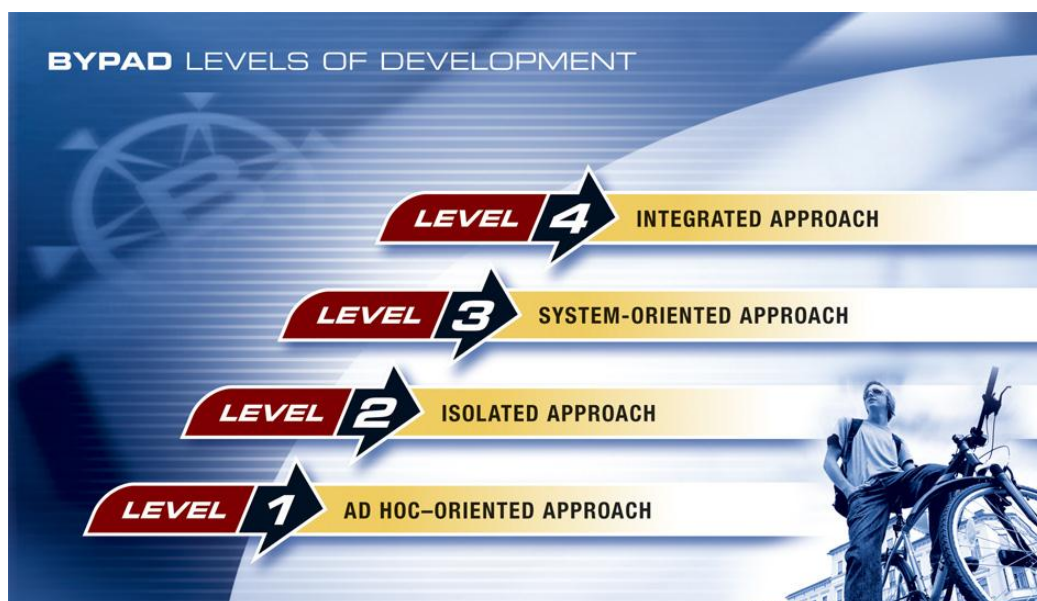 BYPAD LEVELS OF DEVELOPMENT
LEVEL 4 INTEGRATED APPROACH
LEVEL 3 SYSTEM-ORIENTED APPROACH
LEVEL 2 ISOLATED APPROACH
LEVEL 1 AD HOC–ORIENTED APPROACH